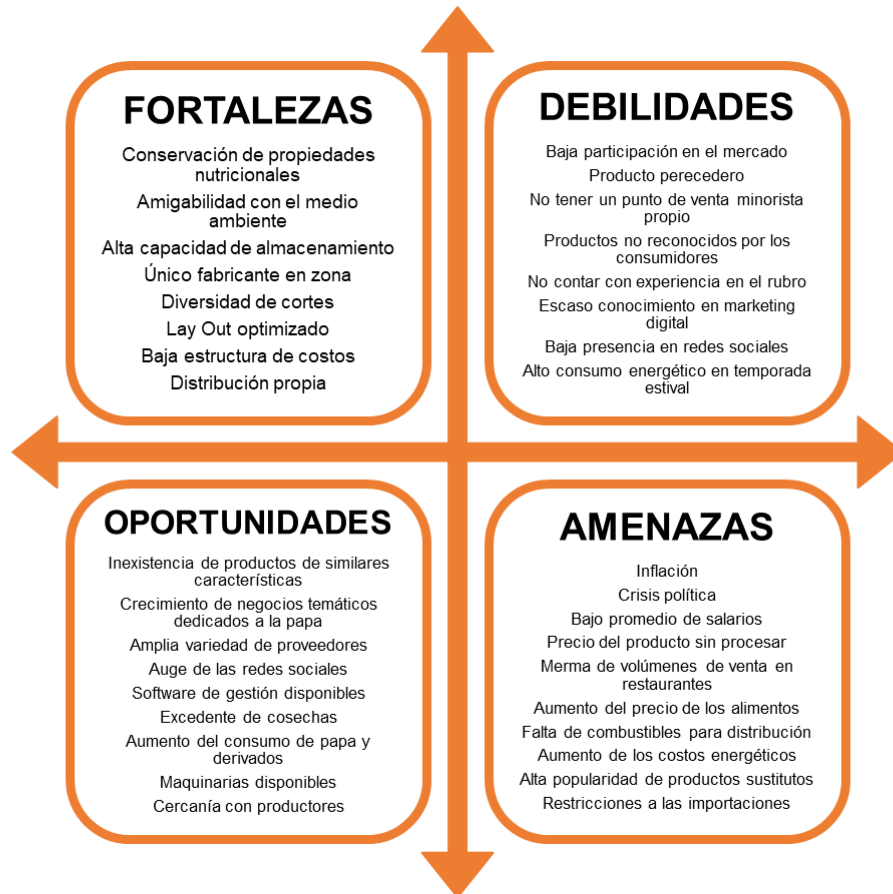 FORTALEZAS
Conservación de propiedades
nutricionales
Amigabilidad con el medio
ambiente
Alta capacidad de almacenamiento
Único fabricante en zona
Diversidad de cortes
Lay Out optimizado
Baja estructura de costos
Distribución propia
DEBILIDADES
Baja participación en el mercado
Producto perecedero
No tener un punto de venta minorista
propio
Productos no reconocidos por los
consumidores
No contar con experiencia en el rubro
Escaso conocimiento en marketing
digital
Baja presencia en redes sociales
Alto consumo energético en temporada
estival
OPORTUNIDADES
Inexistencia de productos de similares
características
Crecimiento de negocios temáticos
dedicados a la papa
Amplia variedad de proveedores
Auge de las redes sociales
Software de gestión disponibles
Excedente de cosechas
Aumento del consumo de papa y
derivados
Maquinarias disponibles
Cercanía con productores
AMENAZAS
Inflación
Crisis política
Bajo promedio de salarios
Precio del producto sin procesar
Merma de volúmenes de venta en
restaurantes
Aumento del precio de los alimentos
Falta de combustibles para distribución
Aumento de los costos energéticos
Alta popularidad de productos sustitutos
Restricciones a las importaciones